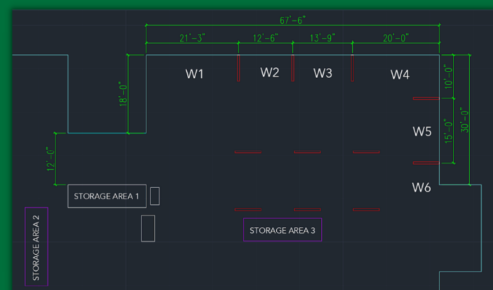 67'-6"
21'-3" 12'-6" 13'-9" 20'-0"
W1 W2 W3 W4
10'-0"
18'-0"
30'-0"
15'-0"
W5
12'-0"
W6
STORAGE AREA 1
STORAGE AREA 2
STORAGE AREA 3